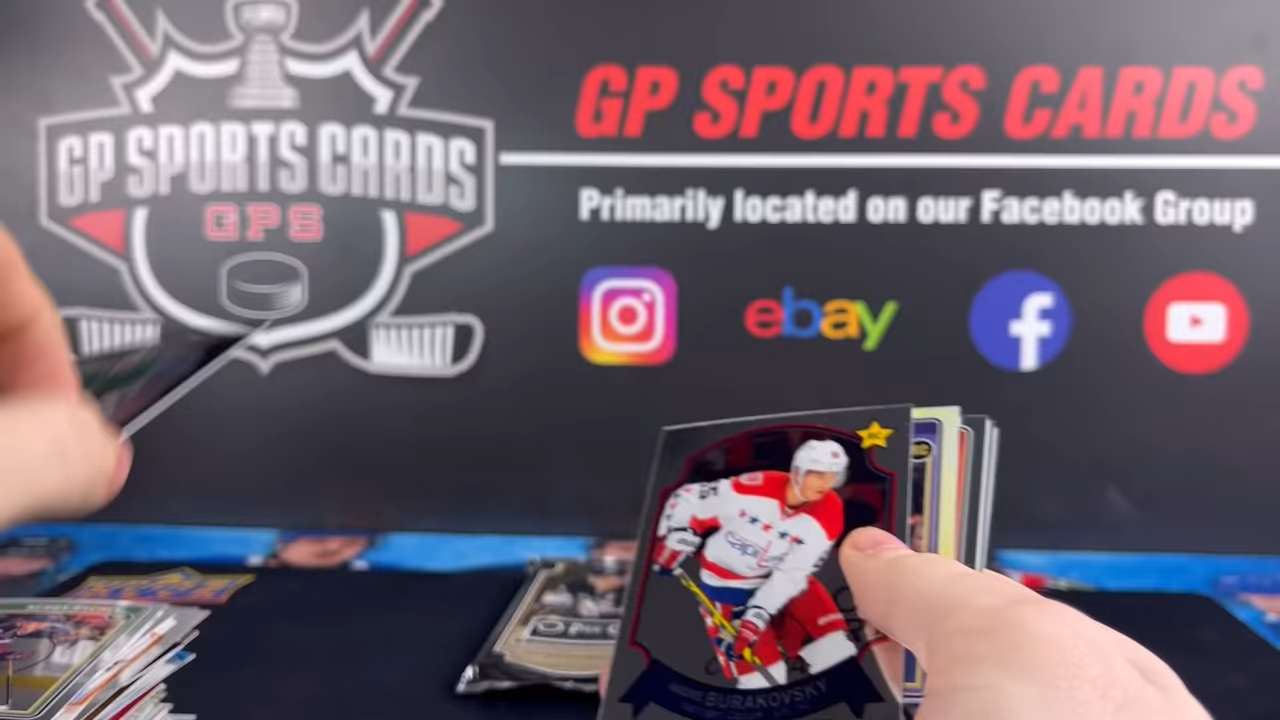 GP SPORTS CARDS
GPS
GP SPORTS CARDS
Primarily located on our Facebook Group
ebay
BURAKOVSKY